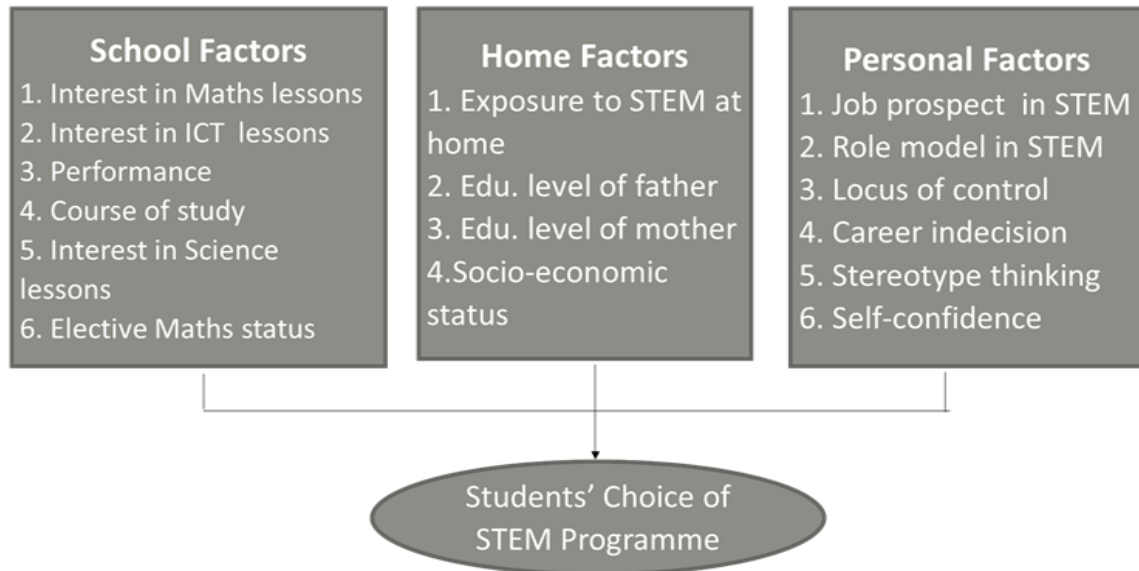 School Factors
1. Interest in Maths lessons
2. Interest in ICT lessons
3. Performance
4. Course of study
5. Interest in Science
lessons
6. Elective Maths status
Home Factors
1. Exposure to STEM at
home
2. Edu. level of father
3. Edu. level of mother
4.Socio-economic
status
Personal Factors
1. Job prospect in STEM
2. Role model in STEM
3. Locus of control
4. Career indecision
5. Stereotype thinking
6. Self-confidence
Students’ Choice of
STEM Programme